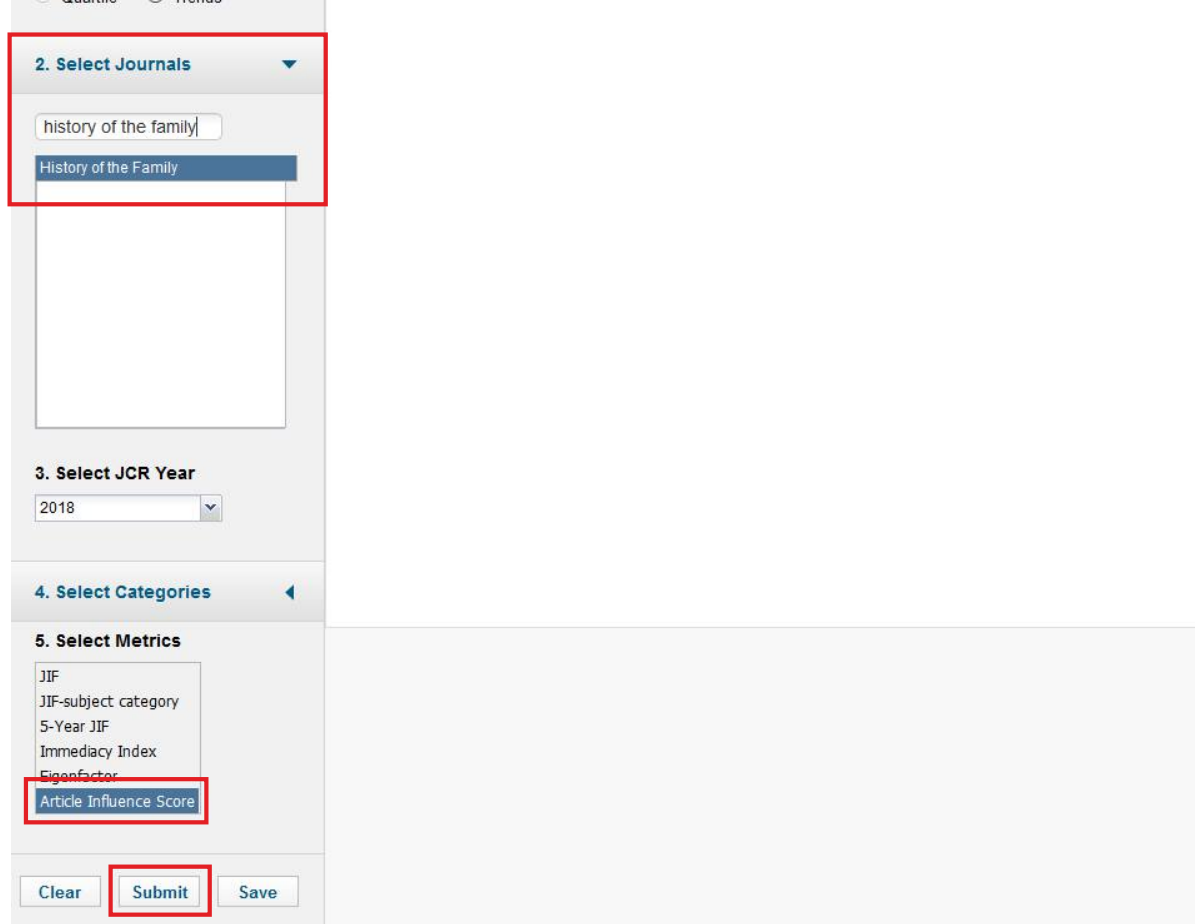 Quartile Trends
2. Select Journals
history of the family
History of the Family
3. Select JCR Year
2018
4. Select Categories
5. Select Metrics
JIF
JIF-subject category
5-Year JIF
Immediacy Index
Eigenfactor
Article Influence Score
Clear Submit Save